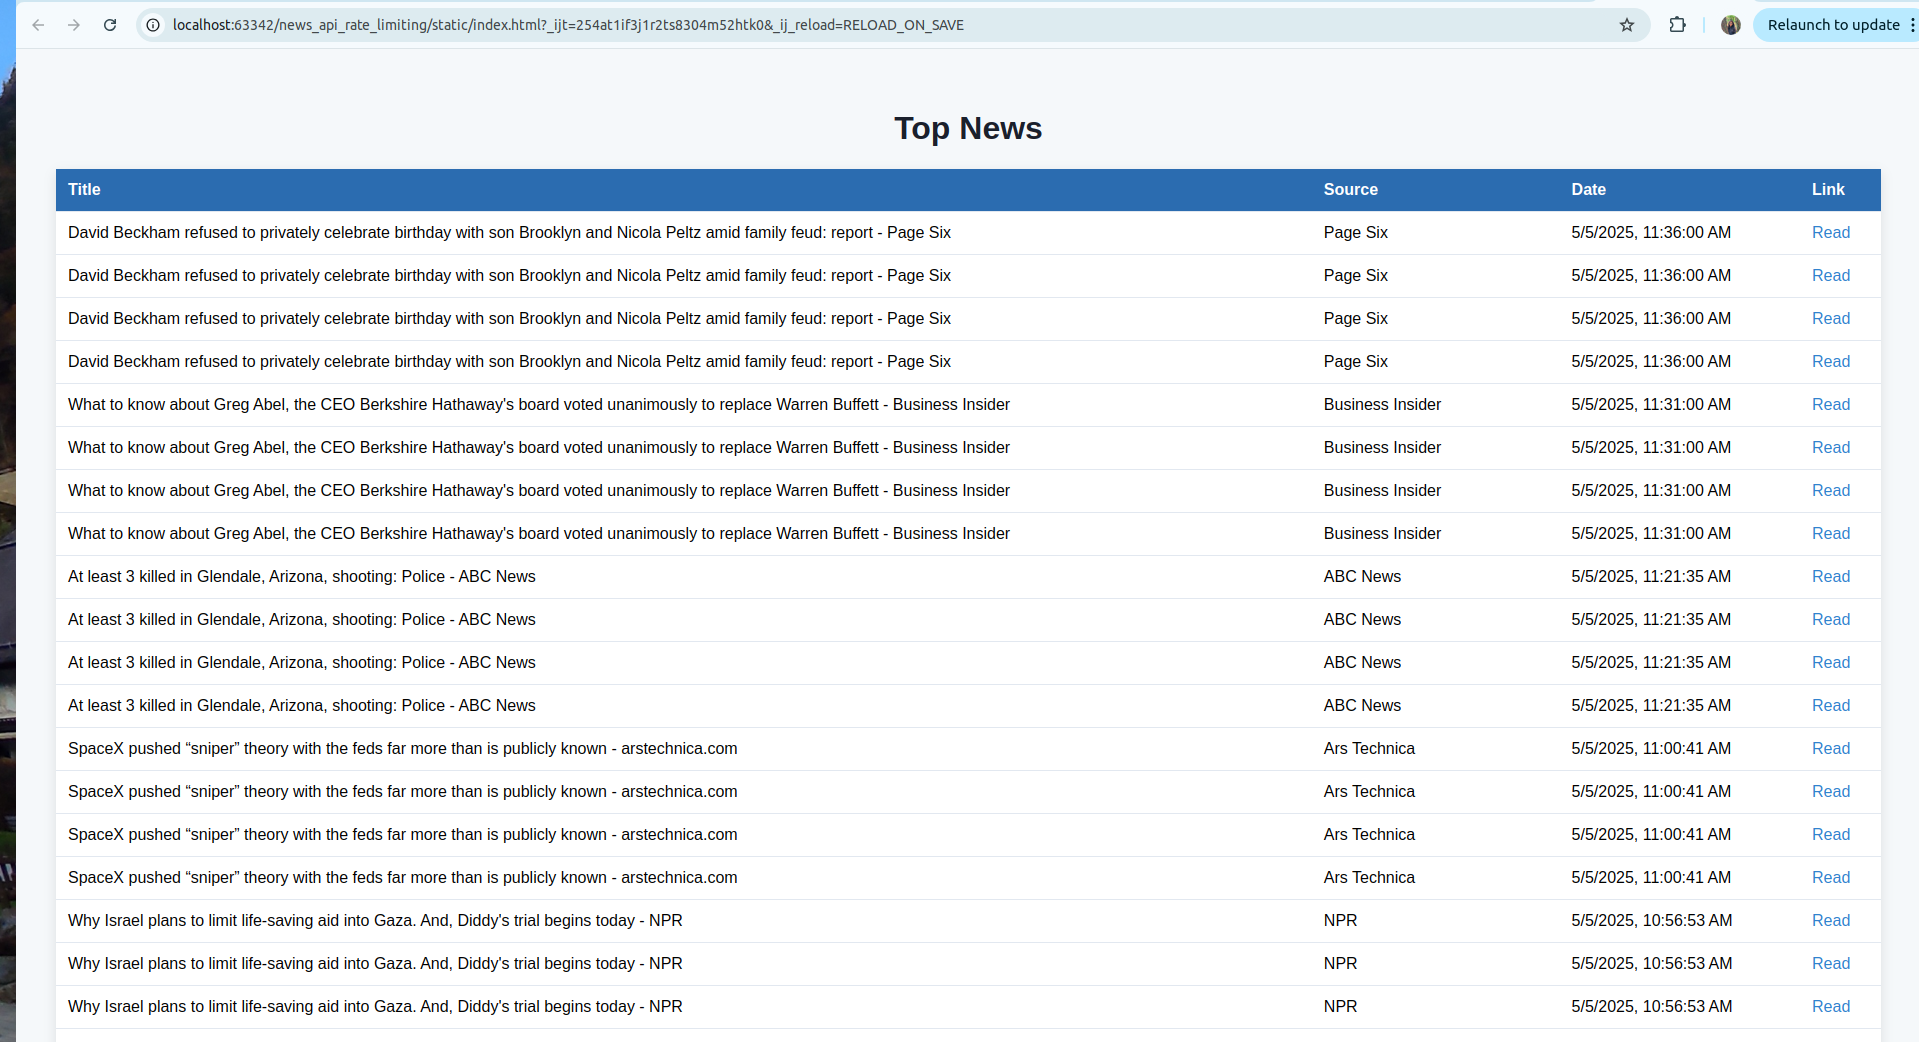 localhost:63342/news_api_rate_limiting/static/index.html?_ijt=254at1if3j1r2ts8304m52htk0&_ij_reload=RELOAD_ON_SAVE Relaunch to update
Top News
Title Source Date Link
David Beckham refused to privately celebrate birthday with son Brooklyn and Nicola Peltz amid family feud: report - Page Six Page Six 5/5/2025, 11:36:00 AM Read
David Beckham refused to privately celebrate birthday with son Brooklyn and Nicola Peltz amid family feud: report - Page Six Page Six 5/5/2025, 11:36:00 AM Read
David Beckham refused to privately celebrate birthday with son Brooklyn and Nicola Peltz amid family feud: report - Page Six Page Six 5/5/2025, 11:36:00 AM Read
David Beckham refused to privately celebrate birthday with son Brooklyn and Nicola Peltz amid family feud: report - Page Six Page Six 5/5/2025, 11:36:00 AM Read
What to know about Greg Abel, the CEO Berkshire Hathaway's board voted unanimously to replace Warren Buffett - Business Insider Business Insider 5/5/2025, 11:31:00 AM Read
What to know about Greg Abel, the CEO Berkshire Hathaway's board voted unanimously to replace Warren Buffett - Business Insider Business Insider 5/5/2025, 11:31:00 AM Read
What to know about Greg Abel, the CEO Berkshire Hathaway's board voted unanimously to replace Warren Buffett - Business Insider Business Insider 5/5/2025, 11:31:00 AM Read
What to know about Greg Abel, the CEO Berkshire Hathaway's board voted unanimously to replace Warren Buffett - Business Insider Business Insider 5/5/2025, 11:31:00 AM Read
At least 3 killed in Glendale, Arizona, shooting: Police - ABC News ABC News 5/5/2025, 11:21:35 AM Read
At least 3 killed in Glendale, Arizona, shooting: Police - ABC News ABC News 5/5/2025, 11:21:35 AM Read
At least 3 killed in Glendale, Arizona, shooting: Police - ABC News ABC News 5/5/2025, 11:21:35 AM Read
At least 3 killed in Glendale, Arizona, shooting: Police - ABC News ABC News 5/5/2025, 11:21:35 AM Read
SpaceX pushed “sniper” theory with the feds far more than is publicly known - arstechnica.com Ars Technica 5/5/2025, 11:00:41 AM Read
SpaceX pushed “sniper” theory with the feds far more than is publicly known - arstechnica.com Ars Technica 5/5/2025, 11:00:41 AM Read
SpaceX pushed “sniper” theory with the feds far more than is publicly known - arstechnica.com Ars Technica 5/5/2025, 11:00:41 AM Read
SpaceX pushed “sniper” theory with the feds far more than is publicly known - arstechnica.com Ars Technica 5/5/2025, 11:00:41 AM Read
Why Israel plans to limit life-saving aid into Gaza. And, Diddy's trial begins today - NPR NPR 5/5/2025, 10:56:53 AM Read
Why Israel plans to limit life-saving aid into Gaza. And, Diddy's trial begins today - NPR NPR 5/5/2025, 10:56:53 AM Read
Why Israel plans to limit life-saving aid into Gaza. And, Diddy's trial begins today - NPR NPR 5/5/2025, 10:56:53 AM Read